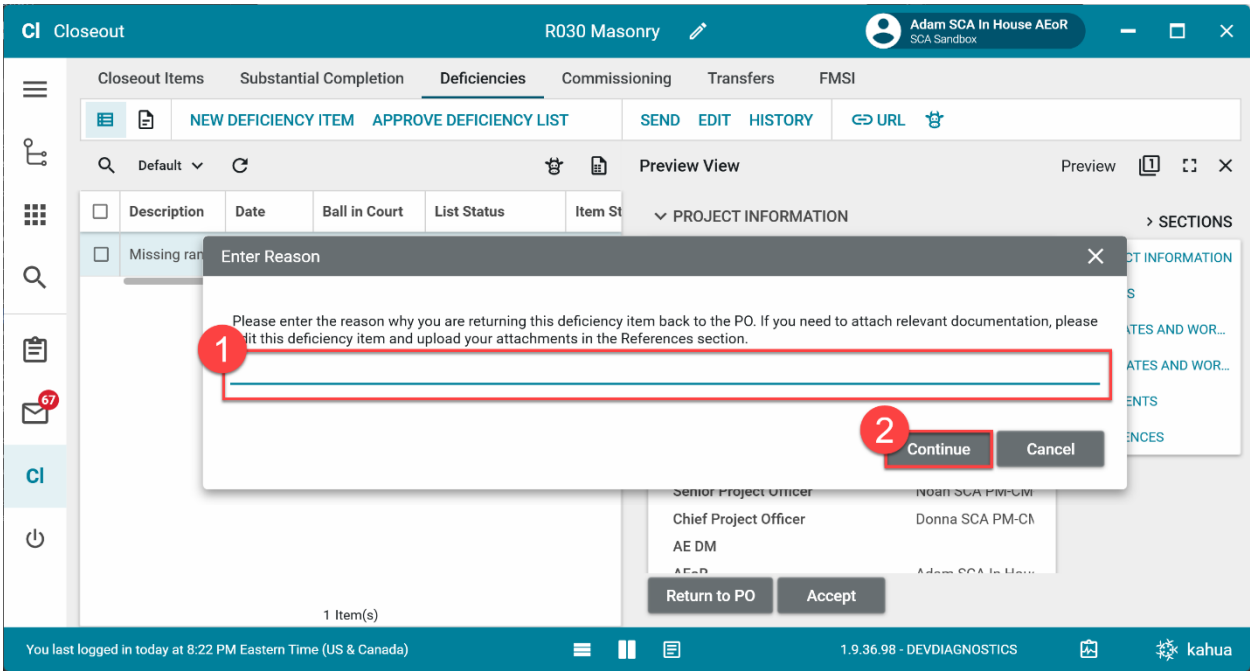 Cl Closeout
R030 Masonry
Adam SCA In House AEoR
SCA Sandbox
Closeout Items Substantial Completion Deficiencies Commissioning Transfers FMSI
NEW DEFICIENCY ITEM APPROVE DEFICIENCY LIST
SEND EDIT HISTORY URL
Default
Preview View
Preview
1
Description Date Ball in Court List Status Item St
PROJECT INFORMATION
SECTIONS
Missing ran
Enter Reason
CT INFORMATION
S
Please enter the reason why you are returning this deficiency item back to the PO. If you need to attach relevant documentation, please
dit this deficiency item and upload your attachments in the References section.
1
ATES AND WOR...
ATES AND WOR...
67
ENTS
2
Continue Cancel
ENCES
Cl
Senior Project Officer Noah SCA PM-CM
Chief Project Officer Donna SCA PM-CM
AE DM
AEoR Adam SCA In Hou
Return to PO Accept
1 Item(s)
You last logged in today at 8:22 PM Eastern Time (US & Canada)
1.9.36.98 - DEVDIAGNOSTICS
kahua